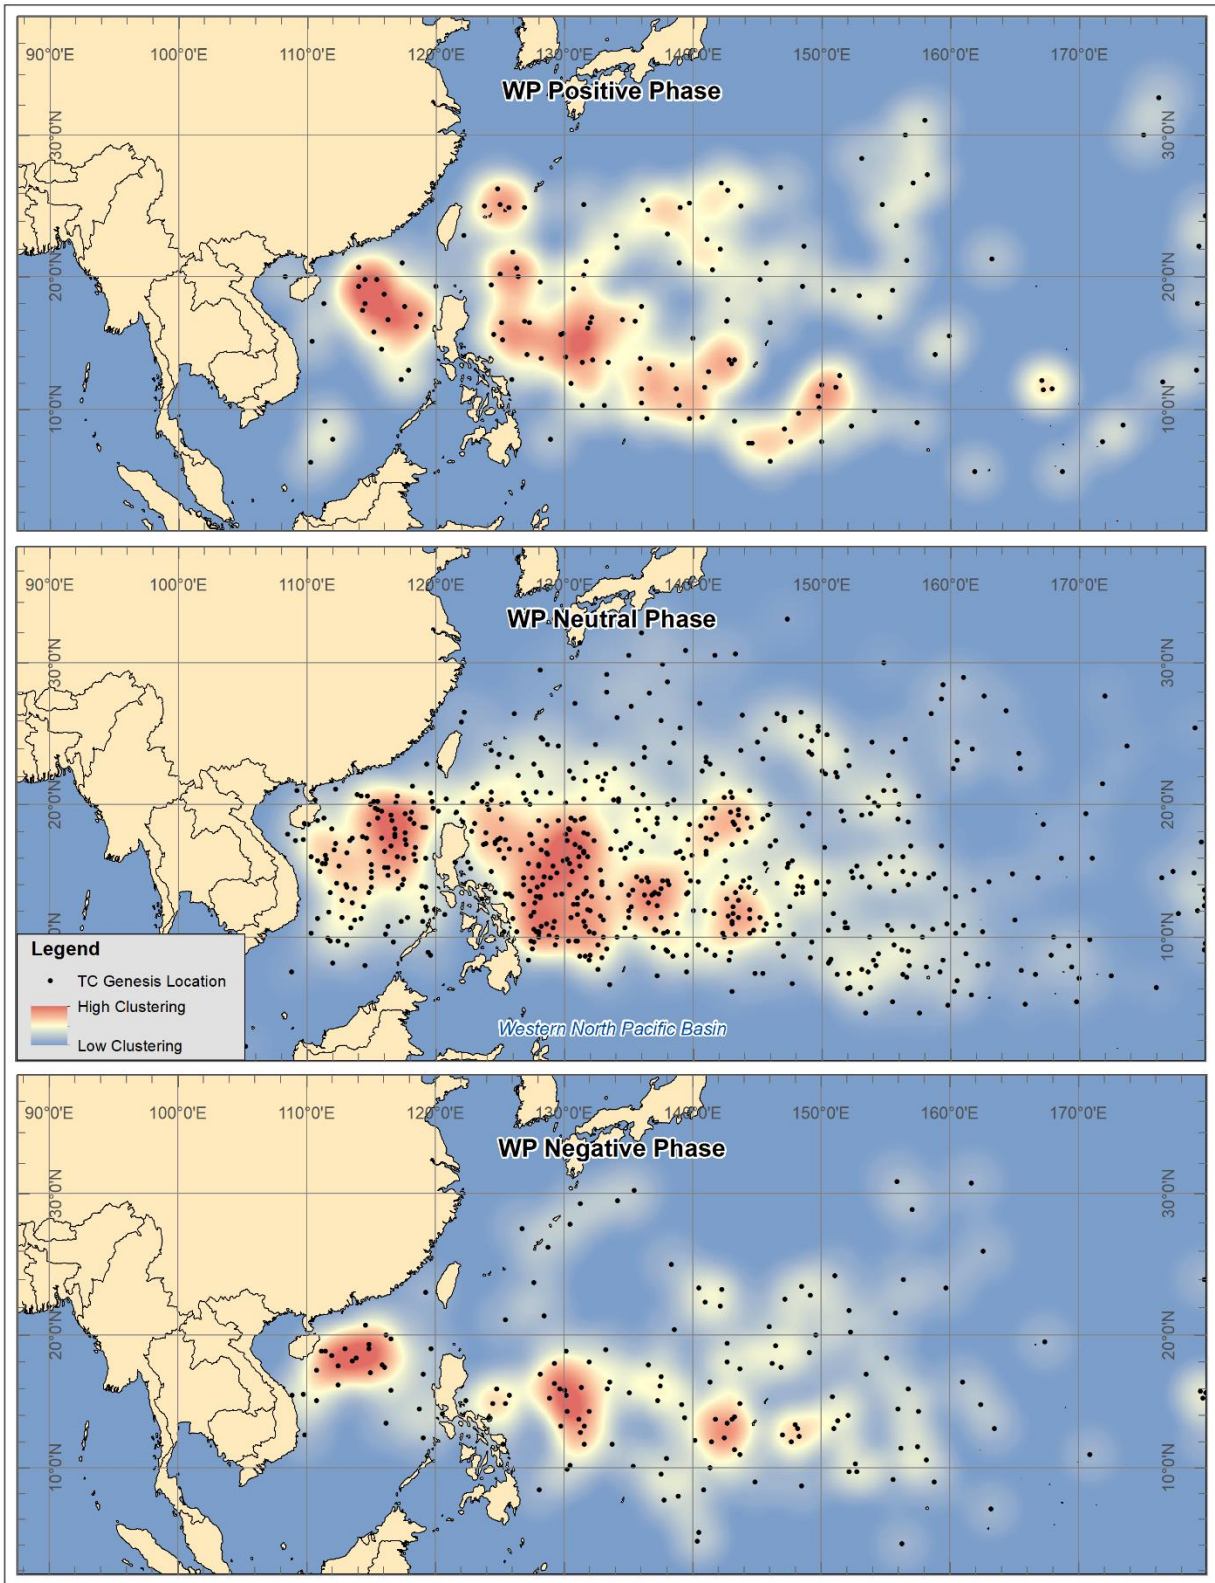 90°0'E 100°0'E 110°0'E 120°0'E 130°0'E 140°0'E 150°0'E 160°0'E 170°0'E
WP Positive Phase
30°0'N 30°0'N
20°0'N 20°0'N
10°0'N 10°0'N
90°0'E 100°0'E 110°0'E 120°0'E 130°0'E 140°0'E 150°0'E 160°0'E 170°0'E
WP Neutral Phase
30°0'N 30°0'N
20°0'N 20°0'N
0°0'N 10°0'N
Legend
TC Genesis Location
High Clustering
Low Clustering
Western North Pacific Basin
90°0'E 100°0'E 110°0'E 120°0'E 130°0'E 140°0'E 150°0'E 160°0'E 170°0'E
WP Negative Phase
30°0'N 30°0'N
20°0'N 20°0'N
10°0'N 10°0'N